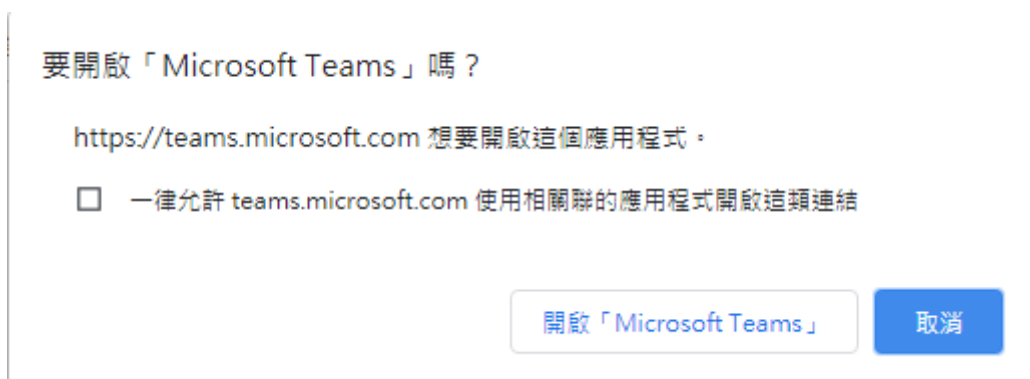 要開啟「Microsoft Teams」嗎？
https://teams.microsoft.com 想要開啟這個應用程式。
一律允許 teams.microsoft.com 使用相關聯的應用程式開啟這類連結
開啟「Microsoft Teams」
取消